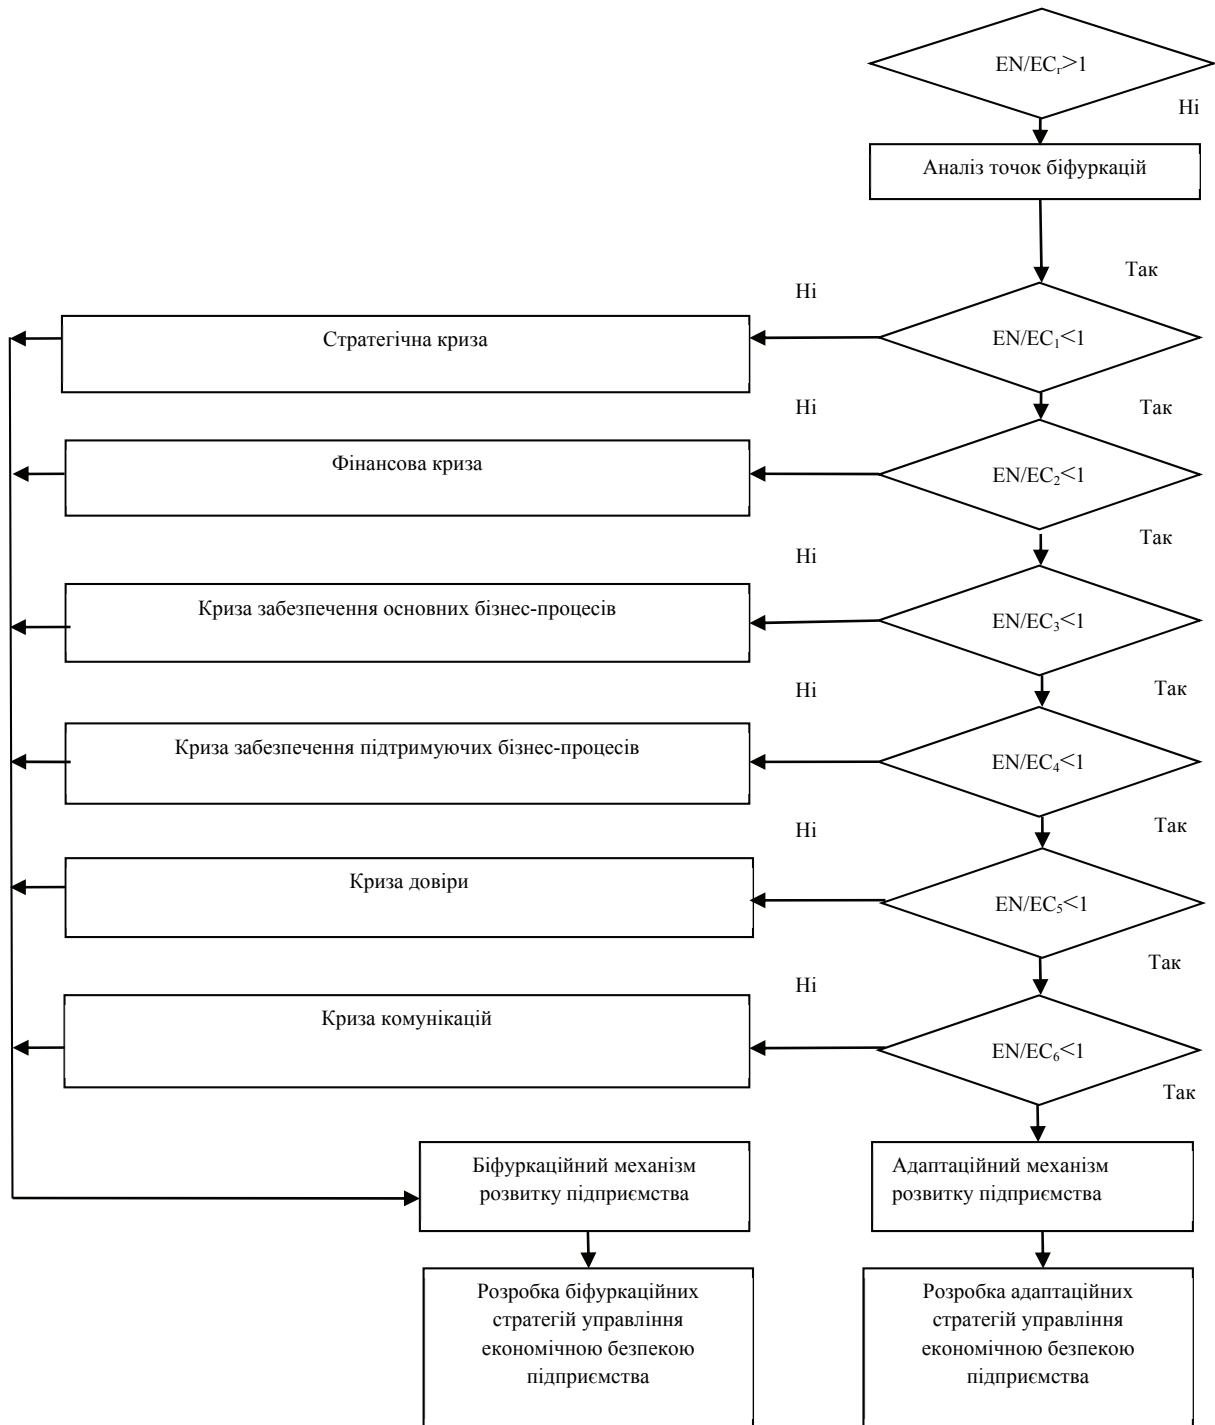 EN/ECг>1
Ні
Аналіз точок біфуркацій
Так
Ні
Стратегічна криза
EN/EC₁<1
Ні
Так
Фінансова криза
EN/EC₂<1
Ні
Так
Криза забезпечення основних бізнес-процесів
EN/EC₃<1
Ні
Так
Криза забезпечення підтримуючих бізнес-процесів
EN/EC₄<1
Ні
Так
Криза довіри
EN/EC₅<1
Ні
Так
Криза комунікацій
EN/EC₆<1
Так
Біфуркаційний механізм
розвитку підприємства
Адаптаційний механізм
розвитку підприємства
Розробка біфуркаційних
стратегій управління
економічною безпекою
підприємства
Розробка адаптаційних
стратегій управління
економічною безпекою
підприємства